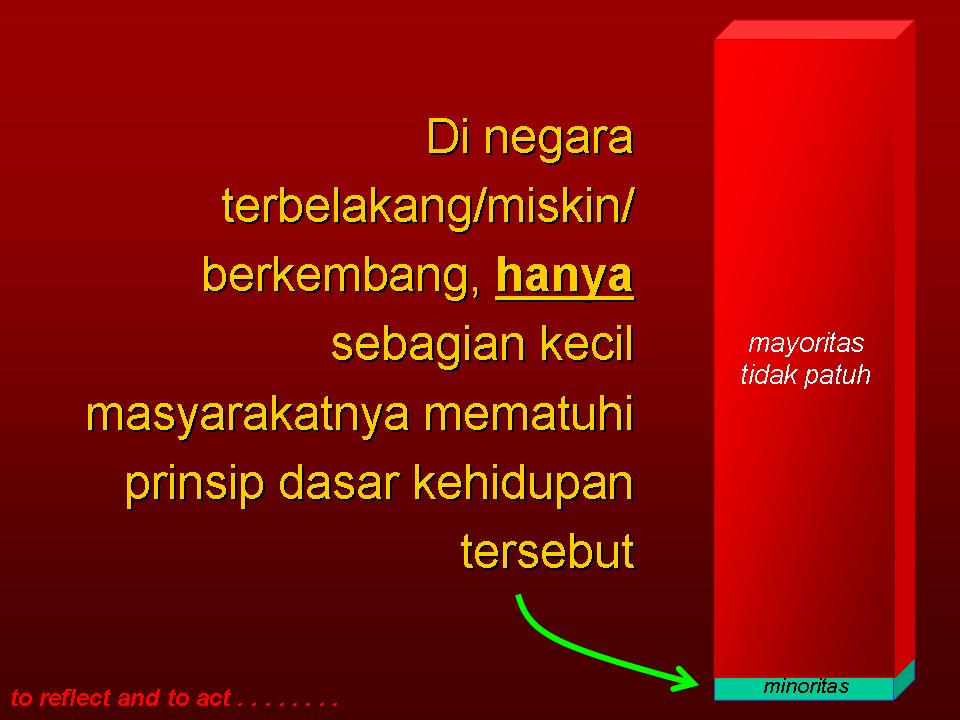 Di negara
terbelakang/miskin/
berkembang, hanya
sebagian kecil
masyarakatnya mematuhi
prinsip dasar kehidupan
tersebut
mayoritas
tidak patuh
minoritas
to reflect and to act . . . . . . . .